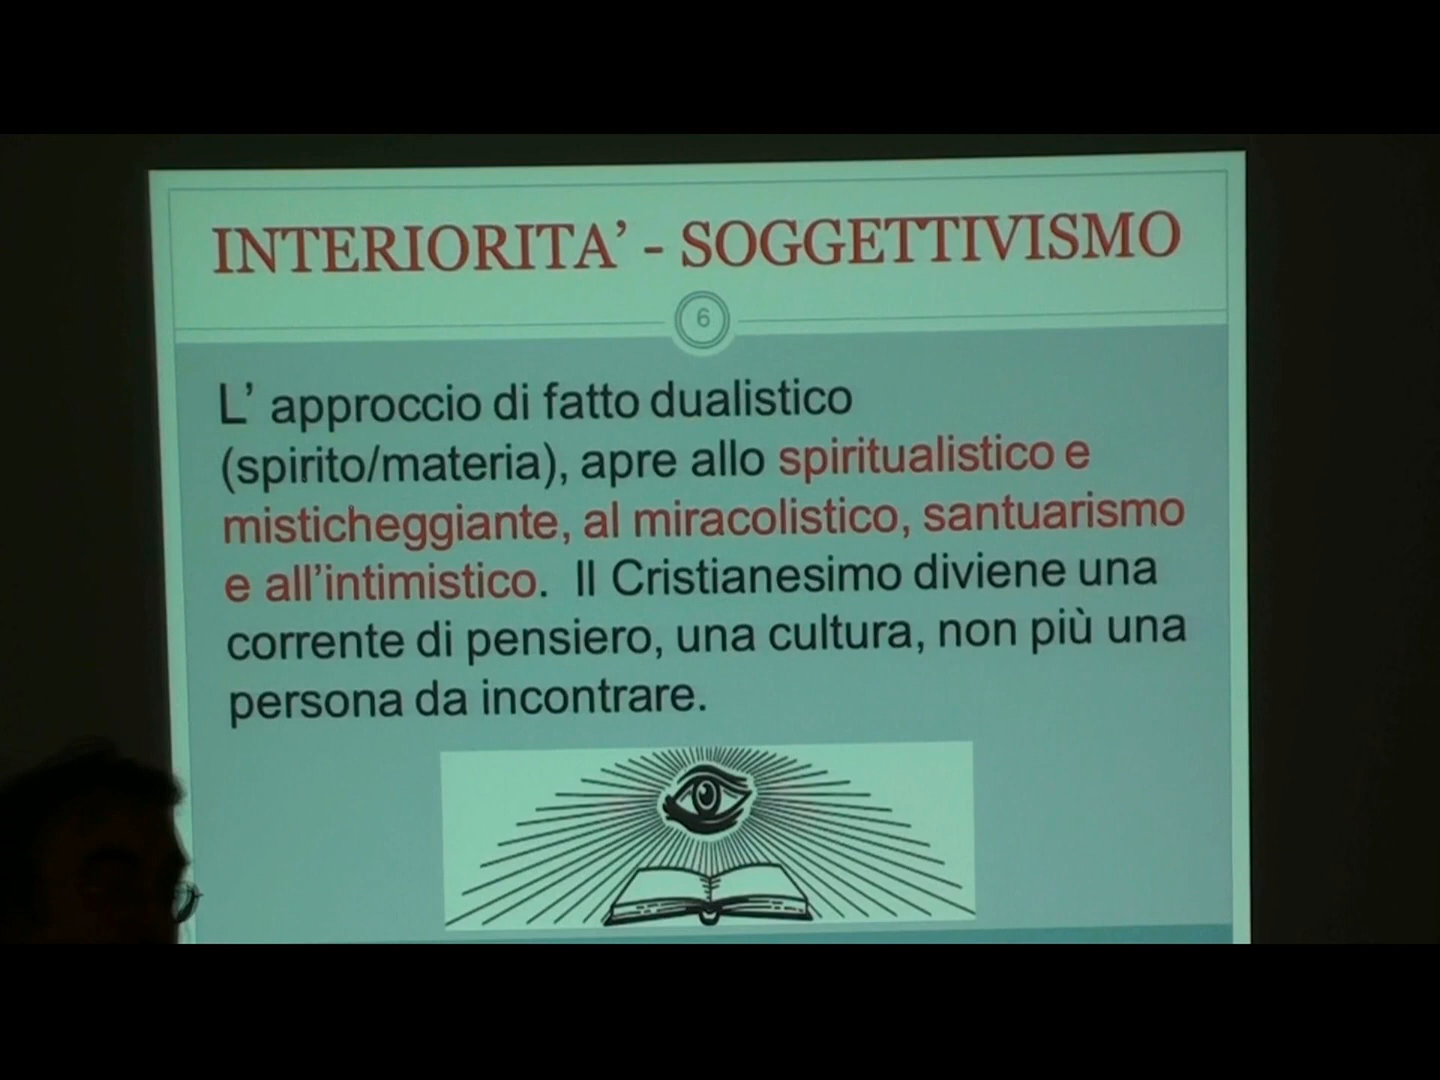 INTERIORITA’ - SOGGETTIVISMO
6
L’ approccio di fatto dualistico
(spirito/materia), apre allo spiritualistico e
misticheggiante, al miracolistico, santuarismo
e all’intimistico. Il Cristianesimo diviene una
corrente di pensiero, una cultura, non più una
persona da incontrare.